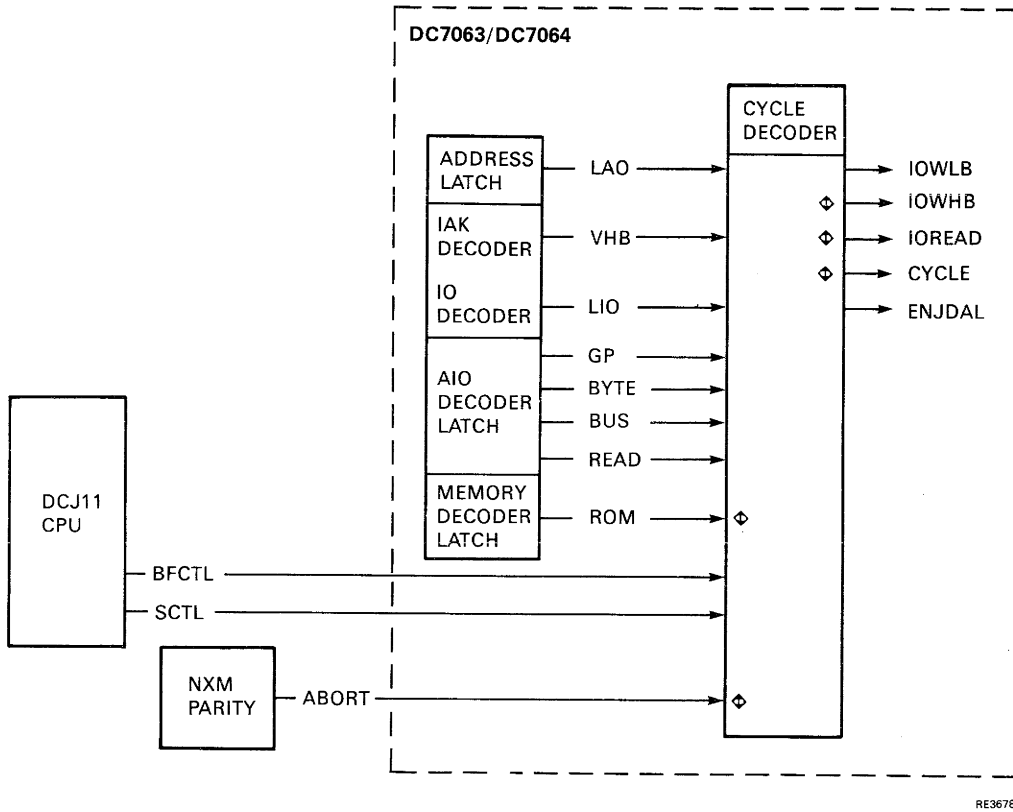 DC7063/DC7064
CYCLE
DECODER
ADDRESS
LATCH
LAO
IOWLB
IOWHB
IAK
DECODER
VHB
IOREAD
CYCLE
IO
DECODER
LIO
ENJDAL
GP
AIO
DECODER
LATCH
BYTE
BUS
READ
MEMORY
DECODER
LATCH
ROM
DCJ11
CPU
BFCTL
SCTL
NXM
PARITY
ABORT
RE3678